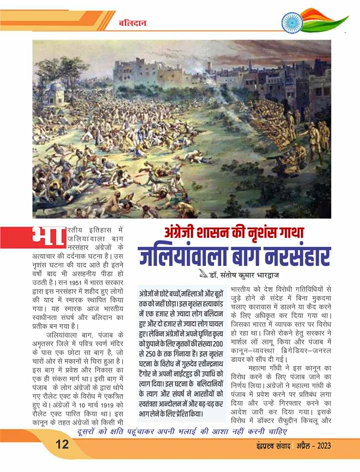 बलिदान
अंग्रेजी शासन की नृशंस गाथा
जलियांवाला बाग नरसंहार
डॉ. संतोष कुमार भारद्वाज
भारतीय इतिहास में
जलियांवाला बाग
नरसंहार अंग्रेजों के
अत्याचार की दर्दनाक घटना है। उस
नृशंस घटना की याद आते ही इतने
वर्षों बाद भी असहनीय पीड़ा हो
उठती है। सन 1951 में भारत सरकार
द्वारा इस नरसंहार में शहीद हुए लोगों
की याद में स्मारक स्थापित किया
गया। यह स्मारक आज भारतीय
स्वाधीनता संघर्ष और बलिदान का
प्रतीक बन गया है।
जलियांवाला बाग, पंजाब के
अमृतसर जिले में पवित्र स्वर्ण मंदिर
के पास एक छोटा सा बाग है, जो
चारों ओर से मकानों से घिरा हुआ है।
इस बाग में प्रवेश और निकास का
एक ही संकरा मार्ग था। इसी बाग में
पंजाब के लोग अंग्रेजों के द्वारा थोपे
गए रौलेट एक्ट के विरोध में एकत्रित
हुए थे। अंग्रेजों ने 10 मार्च 1919 को
रौलेट एक्ट पारित किया था। इस
कानून के तहत अंग्रेजों को किसी भी
अंग्रेजों ने छोटे बच्चों, महिलाओं और बूढ़ों
तक को नहीं छोड़ा। इस नृशंस हत्याकांड
में एक हजार से ज्यादा लोग बलिदान
हुए और दो हजार से ज्यादा लोग घायल
हुए। लेकिन अंग्रेजों ने अपने घृणित कृत्य
को छुपाने के लिए मृतकों की संख्या 200
से 250 के तक गिनाया है। इस नृशंस
घटना के विरोध में गुरुदेव रवीन्द्रनाथ
टैगोर ने अपनी नाईटहुड की उपाधि को
त्याग दिया। इस घटना के बलिदानियों
के त्याग और संघर्ष ने भारतीयों को
स्वतंत्रता आन्दोलन में और बढ़-चढ़ कर
भाग लेने के लिए प्रेरित किया।
भारतीय को देश विरोधी गतिविधियों से
जुड़े होने के संदेह में बिना मुकदमा
चलाए कारावास में डालने या कैद करने
के लिए अधिकृत कर दिया गया था।
जिसका भारत में व्यापक स्तर पर विरोध
हो रहा था। जिसे रोकने हेतु सरकार ने
मार्शल लॉ लागू किया और पंजाब में
कानून-व्यवस्था ब्रिगेडियर-जनरल
डायर को सौंप दी गई।
महात्मा गाँधी ने इस कानून का
विरोध करने के लिए पंजाब जाने का
निर्णय लिया। अंग्रेजों ने महात्मा गांधी के
पंजाब में प्रवेश करने पर प्रतिबंध लगा
दिया और उन्हें गिरफ्तार करने का
आदेश जारी कर दिया गया। इसके
विरोध में डॉक्टर सैफुद्दीन किचलू और
दूसरों को क्षति पहुंचाकर अपनी भलाई की आशा नहीं करनी चाहिए
12
इंद्रप्रस्थ संवाद अप्रैल - 2023